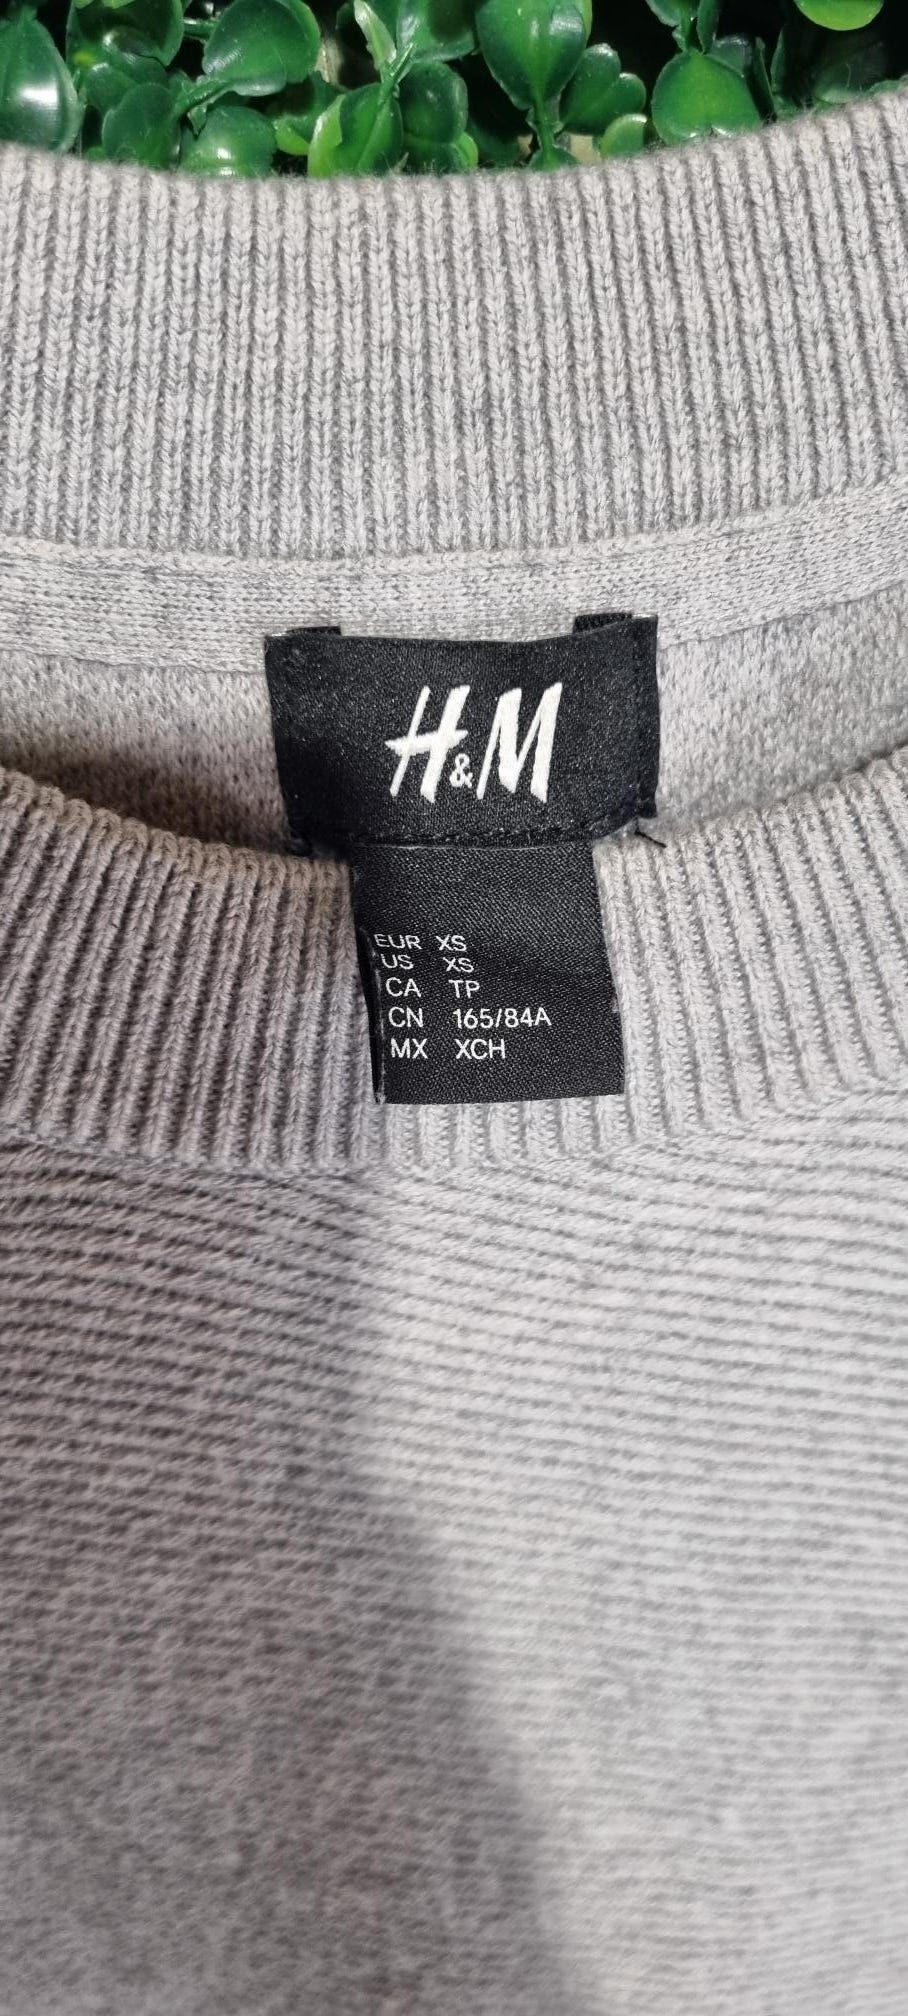 H&M
EUR XS
US XS
CA TP
CN 165/84A
MX XCH